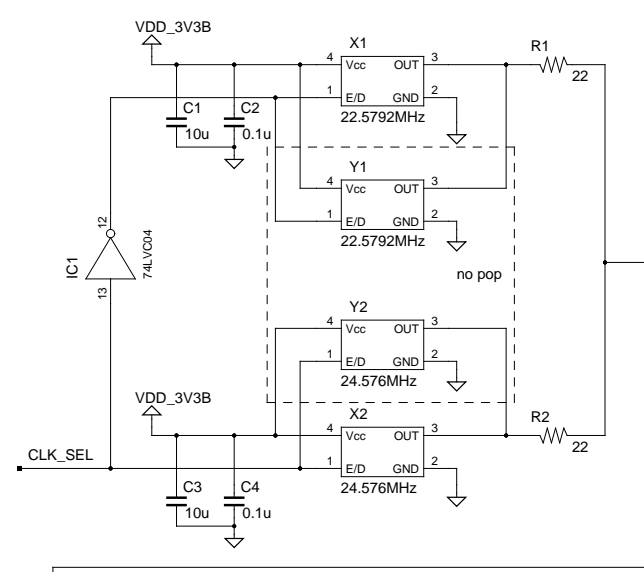 VDD_3V3B
X1
4 Vcc OUT 3
1 E/D GND 2
22.5792MHz
R1
22
C1
10u
C2
0.1u
Y1
4 Vcc OUT 3
1 E/D GND 2
22.5792MHz
12
IC1
74LVC04
13
no pop
Y2
4 Vcc OUT 3
1 E/D GND 2
24.576MHz
VDD_3V3B
X2
4 Vcc OUT 3
1 E/D GND 2
24.576MHz
R2
22
CLK_SEL
C3
10u
C4
0.1u